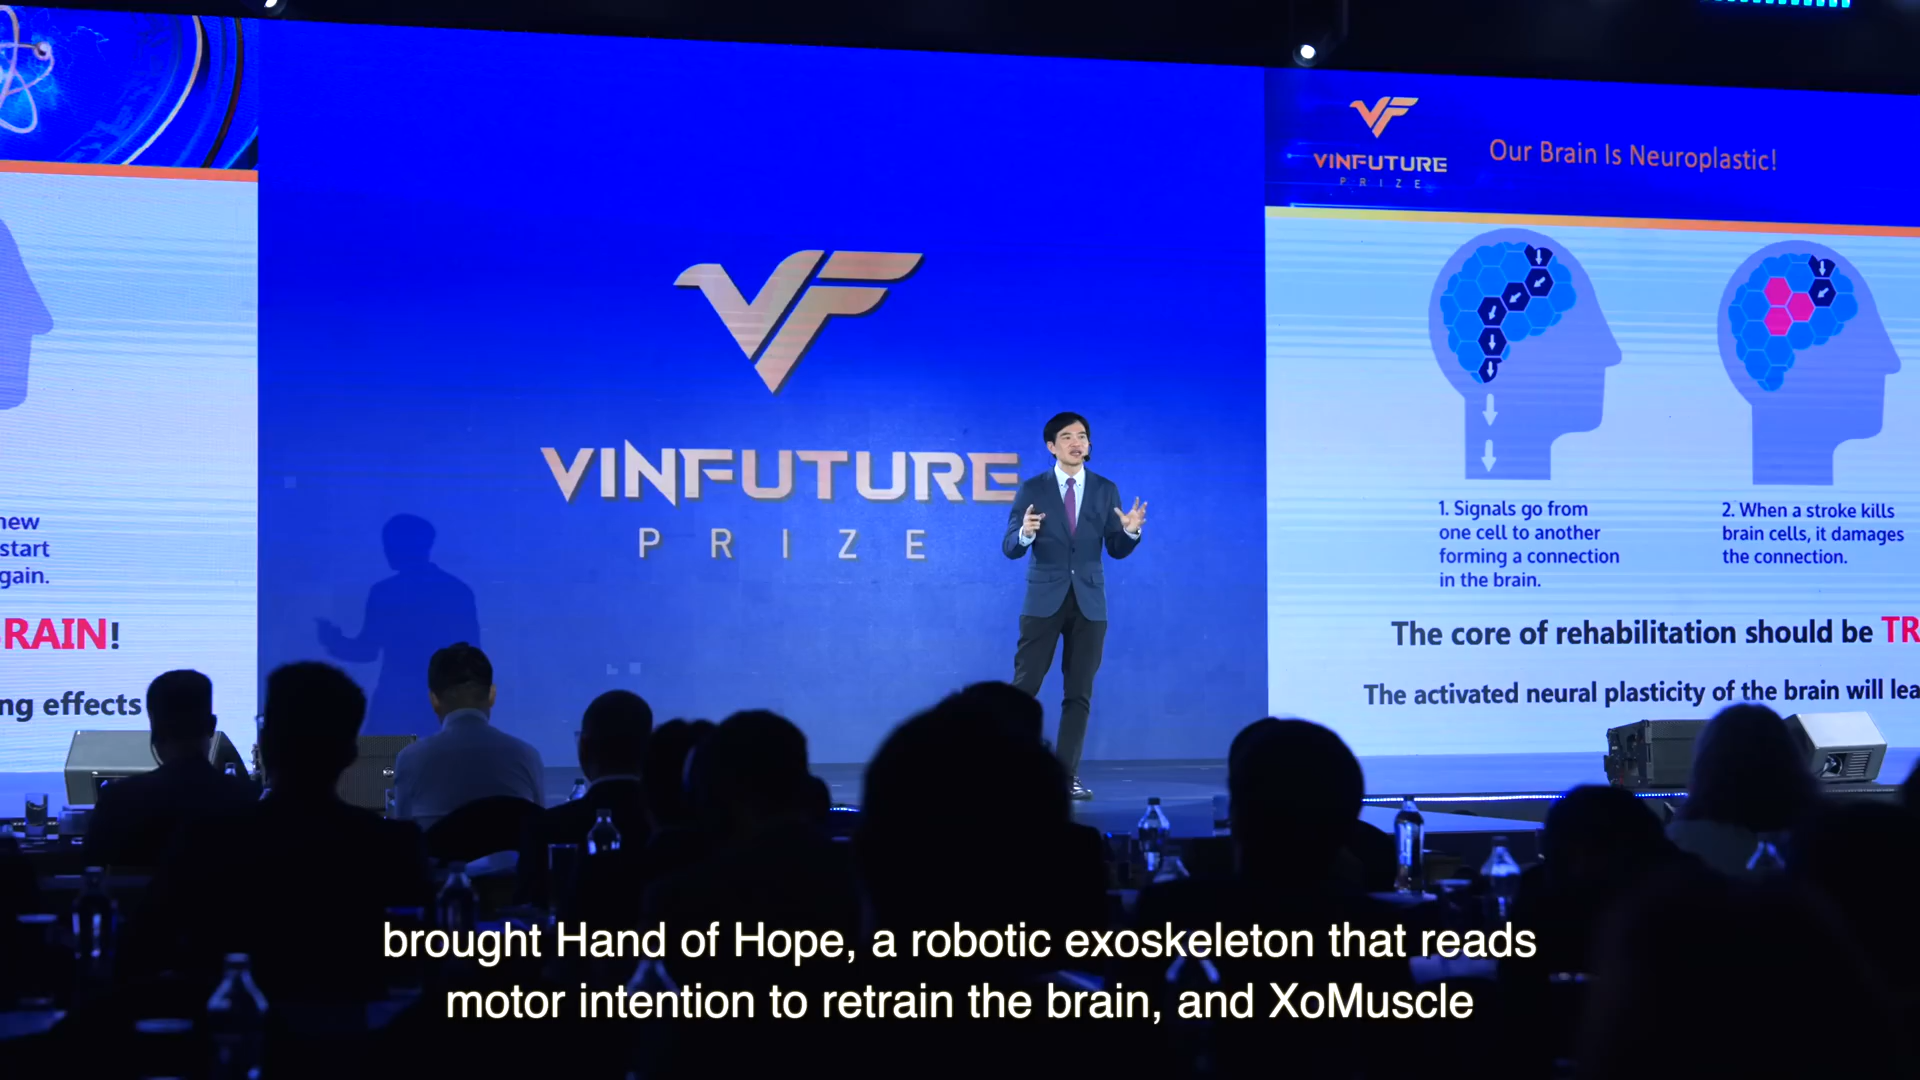 VINFUTURE
PRIZE
Our Brain Is Neuroplastic!
VINFUTURE
PRIZE
new
start
gain.
RAIN!
ng effects
1. Signals go from
one cell to another
forming a connection
in the brain.
2. When a stroke kills
brain cells, it damages
the connection.
The core of rehabilitation should be TR
The activated neural plasticity of the brain will lea
brought Hand of Hope, a robotic exoskeleton that reads
motor intention to retrain the brain, and XoMuscle